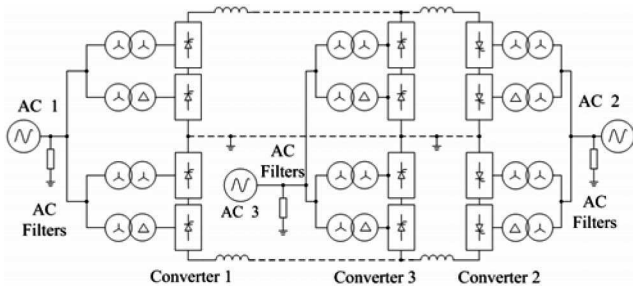 AC 1
AC
Filters
AC
Filters
AC 3
AC 2
AC
Filters
Converter 1
Converter 3
Converter 2